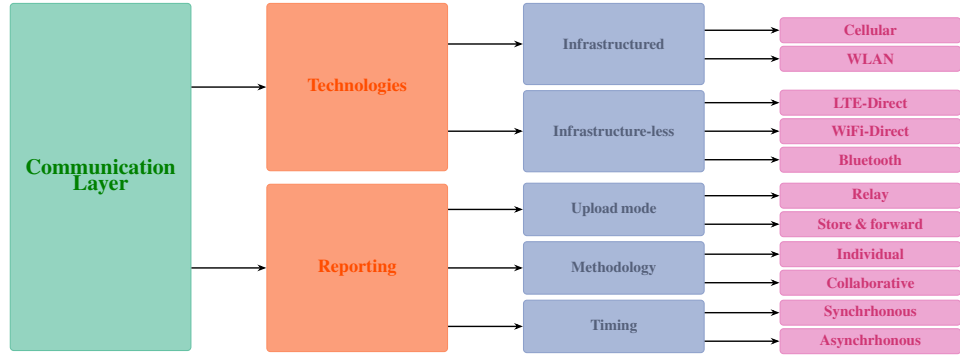 Communication
Layer
Technologies
Infrastructured
Cellular
WLAN
Infrastructure-less
LTE-Direct
WiFi-Direct
Bluetooth
Reporting
Upload mode
Relay
Store & forward
Methodology
Individual
Collaborative
Timing
Synchrhonous
Asynchrhonous